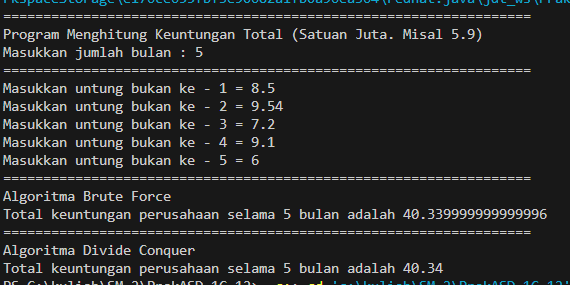 ==================================================================
Program Menghitung Keuntungan Total (Satuan Juta. Misal 5.9)
Masukkan jumlah bulan : 5
==================================================================
Masukkan untung bukan ke - 1 = 8.5
Masukkan untung bukan ke - 2 = 9.54
Masukkan untung bukan ke - 3 = 7.2
Masukkan untung bukan ke - 4 = 9.1
Masukkan untung bukan ke - 5 = 6
==================================================================
Algoritma Brute Force
Total keuntungan perusahaan selama 5 bulan adalah 40.339999999999996
==================================================================
Algoritma Divide Conquer
Total keuntungan perusahaan selama 5 bulan adalah 40.34